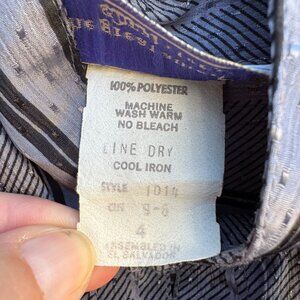 100% POLYESTER
MACHINE
WASH WARM
NO BLEACH
LINE DRY
COOL IRON
STYLE 1014
4
ASSEMBLED IN
EL SALVADOR